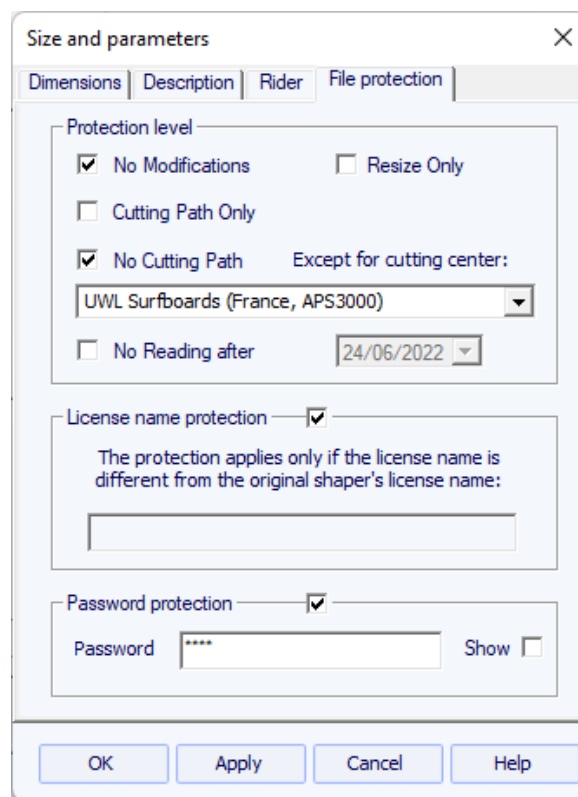 Size and parameters
Dimensions Description Rider File protection
Protection level
No Modifications Resize Only
Cutting Path Only
No Cutting Path Except for cutting center:
UWL Surfboards (France, APS3000)
No Reading after 24/06/2022
License name protection
The protection applies only if the license name is
different from the original shaper's license name:
Password protection
Password **** Show
OK Apply Cancel Help